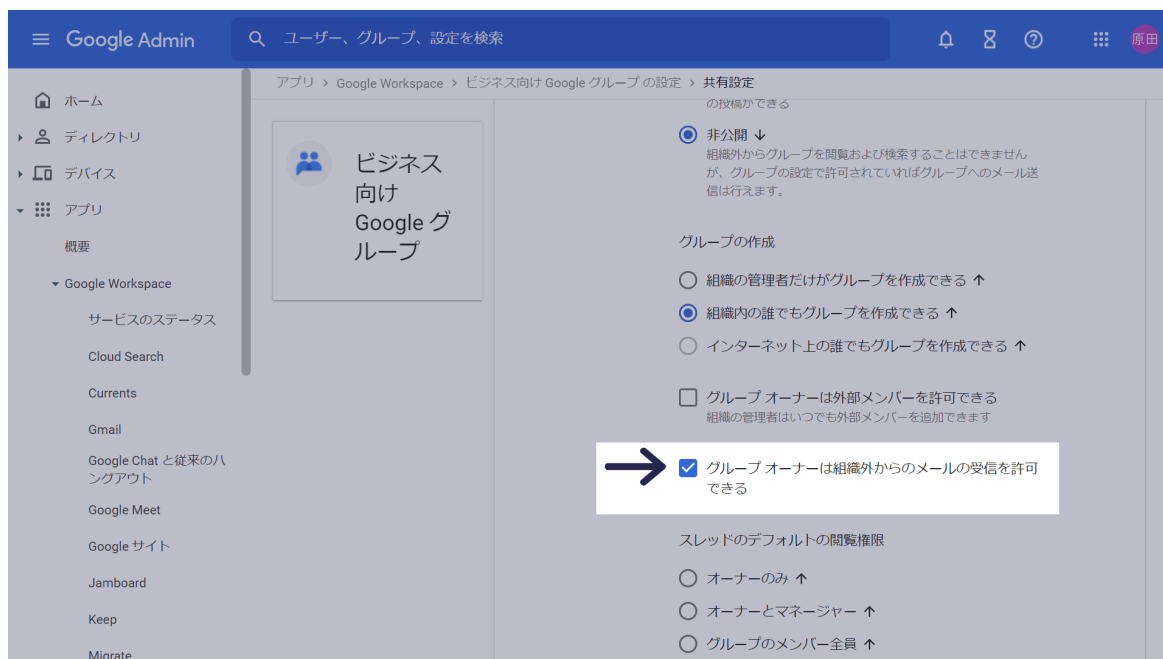 Google Admin
ユーザー、グループ、設定を検索
原田
アプリ > Google Workspace > ビジネス向け Google グループ の設定 > 共有設定
ホーム
ディレクトリ
デバイス
アプリ
概要
Google Workspace
サービスのステータス
Cloud Search
Currents
Gmail
Google Chat と従来のハ
ングアウト
Google Meet
Google サイト
Jamboard
Keep
Migrate
ビジネス
向け
Google グ
ループ
の投稿ができる
非公開 ↓
組織外からグループを閲覧および検索することはできません
が、グループの設定で許可されていればグループへのメール送
信は行えます。
グループの作成
組織の管理者だけがグループを作成できる ↑
組織内の誰でもグループを作成できる ↑
インターネット上の誰でもグループを作成できる ↑
グループ オーナーは外部メンバーを許可できる
組織の管理者はいつでも外部メンバーを追加できます
グループ オーナーは組織外からのメールの受信を許可
できる
スレッドのデフォルトの閲覧権限
オーナーのみ ↑
オーナーとマネージャー ↑
グループのメンバー全員 ↑